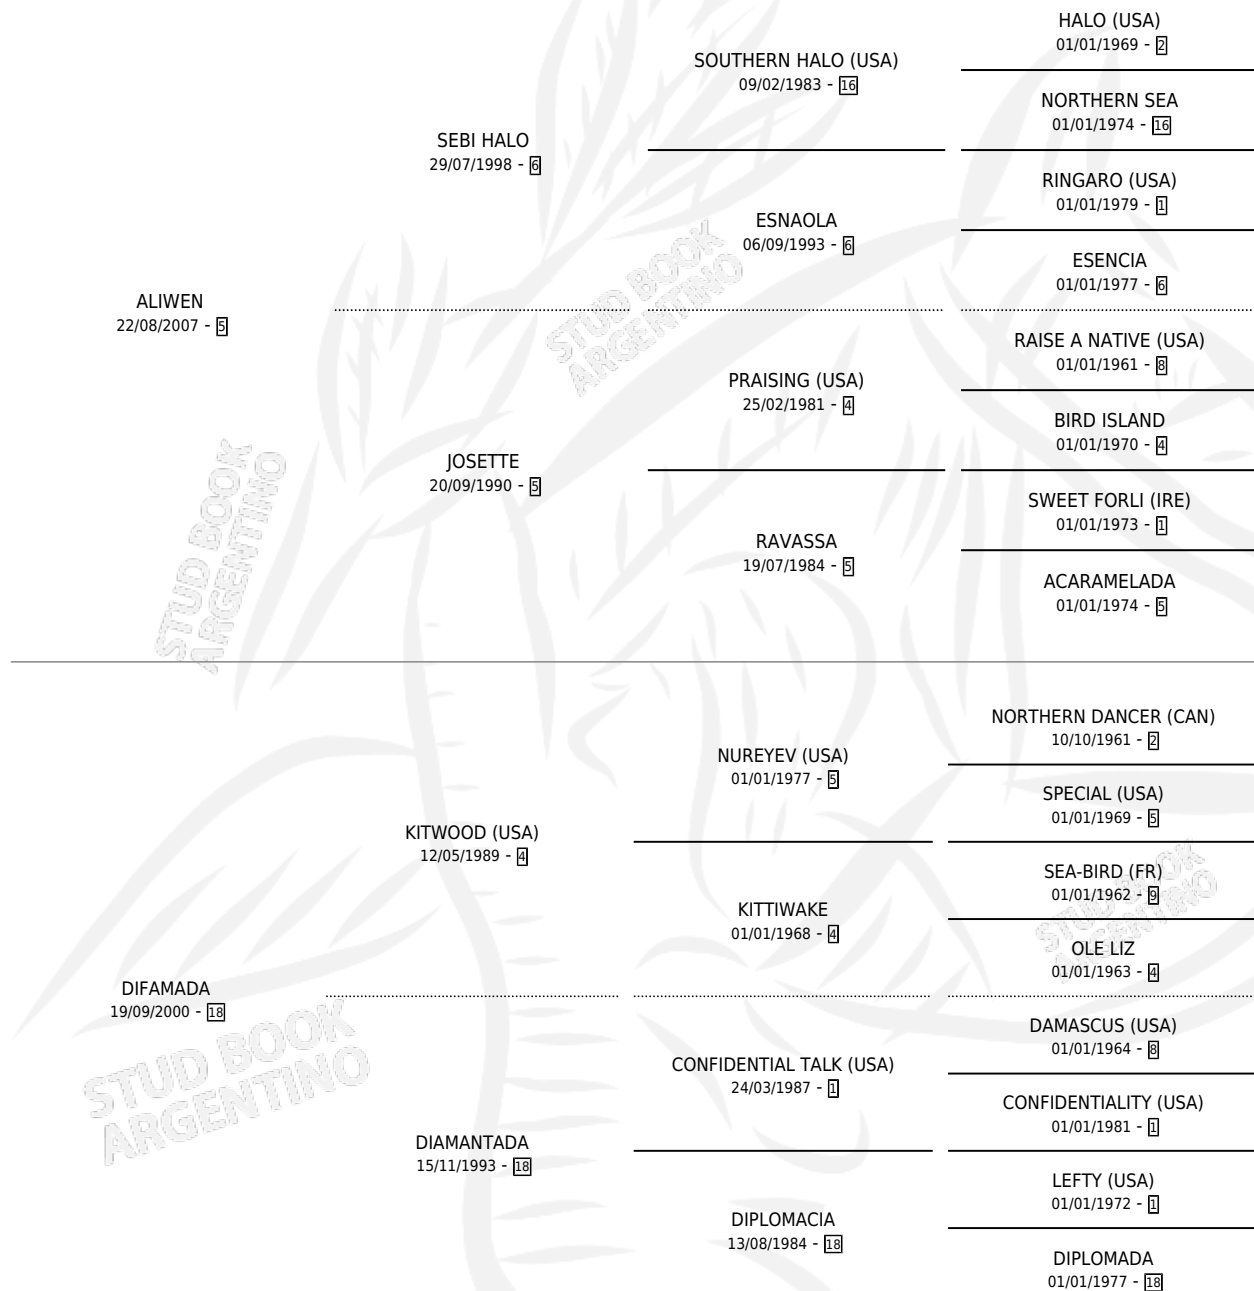 HALO (USA)
01/01/1969 - 2
SOUTHERN HALO (USA)
09/02/1983 - 16
NORTHERN SEA
01/01/1974 - 16
SEBI HALO
29/07/1998 - 6
RINGARO (USA)
01/01/1979 - 1
ESNAOLA
06/09/1993 - 6
ESENCIA
01/01/1977 - 6
ALIWEN
22/08/2007 - 5
RAISE A NATIVE (USA)
01/01/1961 - 8
PRAISING (USA)
25/02/1981 - 4
BIRD ISLAND
01/01/1970 - 4
JOSETTE
20/09/1990 - 5
SWEET FORLI (IRE)
01/01/1973 - 1
RAVASSA
19/07/1984 - 5
ACARAMELADA
01/01/1974 - 5
NORTHERN DANCER (CAN)
10/10/1961 - 2
NUREYEV (USA)
01/01/1977 - 5
SPECIAL (USA)
01/01/1969 - 5
KITWOOD (USA)
12/05/1989 - 4
SEA-BIRD (FR)
01/01/1962 - 9
KITTIWAKE
01/01/1968 - 4
OLE LIZ
01/01/1963 - 4
DIFAMADA
19/09/2000 - 18
DAMASCUS (USA)
01/01/1964 - 8
CONFIDENTIAL TALK (USA)
24/03/1987 - 1
CONFIDENTIALITY (USA)
01/01/1981 - 1
DIAMANTADA
15/11/1993 - 18
LEFTY (USA)
01/01/1972 - 1
DIPLOMACIA
13/08/1984 - 18
DIPLOMADA
01/01/1977 - 18
STUD BOOK
ARGENTINO
STUD BOOK
ARGENTINO
STUD BOOK
ARGENTINO
STUD BOOK
ARGENTINO